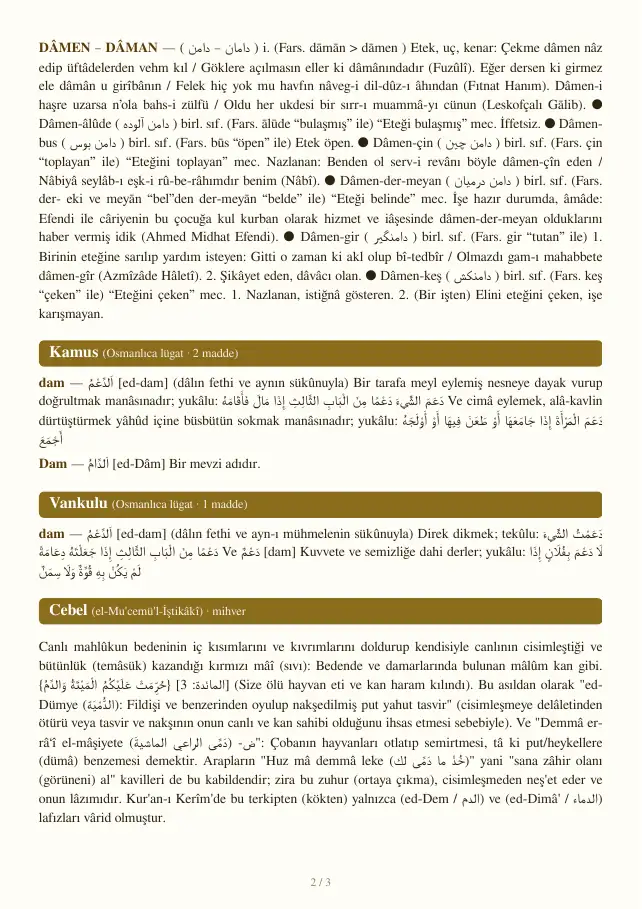 DÂMEN – DÂMAN — ( دامن – دامان ) i. (Fars. dāmān > dāmen ) Etek, uç, kenar: Çekme dâmen nâz
edip üftâdelerden vehm kıl / Göklere açılmasın eller ki dâmânındadır (Fuzûlî). Eğer dersen ki girmez
ele dâmân u girîbânın / Felek hiç yok mu havfın nâveg-i dil-dûz-ı âhından (Fıtnat Hanım). Dâmen-i
haşre uzarsa n'ola bahs-i zülfü / Oldu her ukdesi bir sırr-ı muammâ-yı cünun (Leskofçalı Gālib). ●
Dâmen-âlûde ( دامن آلوده ) birl. sıf. (Fars. ālūde “bulaşmış” ile) “Eteği bulaşmış” mec. İffetsiz. ● Dâmen-
bus ( دامن بوس ) birl. sıf. (Fars. būs “öpen” ile) Etek öpen. ● Dâmen-çin ( دامن چین ) birl. sıf. (Fars. çin
“toplayan” ile) “Eteğini toplayan” mec. Nazlanan: Benden ol serv-i revânı böyle dâmen-çîn eden /
Nâbiyâ seylâb-ı eşk-i rû-be-râhımdır benim (Nâbî). ● Dâmen-der-meyan ( دامن درمیان ) birl. sıf. (Fars.
der- eki ve meyān “bel”den der-meyān “belde” ile) “Eteği belinde” mec. İşe hazır durumda, âmâde:
Efendi ile câriyenin bu çocuğa kul kurban olarak hizmet ve iâşesinde dâmen-der-meyan olduklarını
haber vermiş idik (Ahmed Midhat Efendi). ● Dâmen-gir ( دامنگیر ) birl. sıf. (Fars. gir “tutan” ile) 1.
Birinin eteğine sarılıp yardım isteyen: Gitti o zaman ki akl olup bî-tedbîr / Olmazdı gam-ı mahabbete
dâmen-gîr (Azmîzâde Hâletî). 2. Şikâyet eden, dâvâcı olan. ● Dâmen-keş ( دامنکش ) birl. sıf. (Fars. keş
“çeken” ile) “Eteğini çeken” mec. 1. Nazlanan, istiğnâ gösteren. 2. (Bir işten) Elini eteğini çeken, işe
karışmayan.
Kamus (Osmanlıca lügat · 2 madde)
dam — اَلدَّعْمُ [ed-dam] (dâlın fethi ve aynın sükûnuyla) Bir tarafa meyl eylemiş nesneye dayak vurup
doğrultmak manâsınadır; yukâlu: دَعَمَ الشَّيْءَ دَعْمًا مِنَ الْبَابِ الثَّالِثِ إِذَا مَالَ فَأَقَامَهُ Ve cimâ eylemek, alâ-kavlin
dürtüştürmek yâhûd içine büsbütün sokmak manâsınadır; yukâlu: دَعَمَ الْمَرْأَةَ إِذَا جَامَعَهَا أَوْ طَعَنَ فِيهَا أَوْ أَوْلَجَهُ
أَجْمَعَ
Dam — اَلدَّامُ [ed-Dâm] Bir mevzi adıdır.
Vankulu (Osmanlıca lügat · 1 madde)
dam — اَلدَّعْمُ [ed-dam] (dâlın fethi ve ayn-ı mühmelenin sükûnuyla) Direk dikmek; tekûlu: دَعَمْتُ الشَّيْءَ
دَعْمًا مِنَ الْبَابِ الثَّالِثِ إِذَا جَعَلْتَهُ دِعَامَةً Ve دَعْمٌ [dam] Kuvvete ve semizliğe dahi derler; yukâlu: لَا دَعْمَ بِفُلَانٍ إِذَا
لَمْ يَكُنْ بِهِ قُوَّةٌ وَلَا سِمَنٌ
Cebel (el-Mu'cemü'l-İştikâkî) · mihver
Canlı mahlûkun bedeninin iç kısımlarını ve kıvrımlarını doldurup kendisiyle canlının cisimleştiği ve
bütünlük (temâsük) kazandığı kırmızı mâî (sıvı): Bedende ve damarlarında bulunan mâlûm kan gibi.
{حُرِّمَتْ عَلَيْكُمُ الْمَيْتَةُ وَالدَّمُ} [المائدة: 3] (Size ölü hayvan eti ve kan haram kılındı). Bu asıldan olarak "ed-
Dümye (الدُّمْيَة): Fildişi ve benzerinden oyulup nakşedilmiş put yahut tasvir" (cisimleşmeye delâletinden
ötürü veya tasvir ve nakşının onun canlı ve kan sahibi olduğunu ihsas etmesi sebebiyle). Ve "Demmâ er-
râ'î el-mâşiyete (دَمَّى الراعي الماشيةَ) -ض": Çobanın hayvanları otlatıp semirtmesi, tâ ki put/heykellere
(dümâ) benzemesi demektir. Arapların "Huz mâ demmâ leke (خُذْ ما دَمَّى لك)" yani "sana zâhir olanı
(görüneni) al" kavilleri de bu kabildendir; zira bu zuhur (ortaya çıkma), cisimleşmeden neş'et eder ve
onun lâzımıdır. Kur'an-ı Kerîm'de bu terkipten (kökten) yalnızca (ed-Dem / الدم) ve (ed-Dimâ' / الدماء)
lafızları vârid olmuştur.
2 / 3